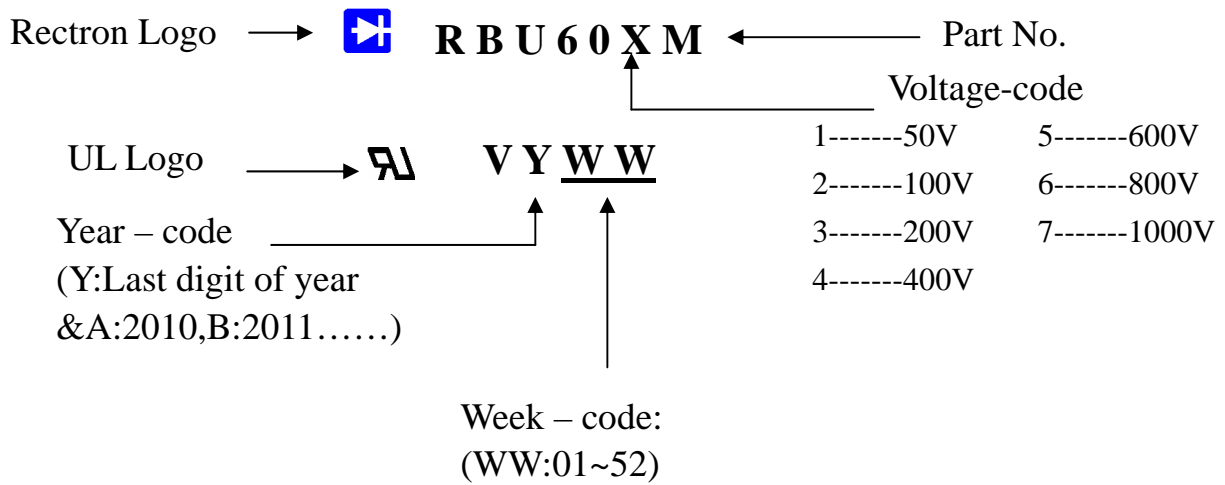 Rectron Logo R B U 6 0 X M Part No.
Voltage-code
1-------50V 5-------600V
UL Logo V Y W W
2-------100V 6-------800V
Year – code
3-------200V 7-------1000V
(Y:Last digit of year
4-------400V
&A:2010,B:2011……)
Week – code:
(WW:01~52)